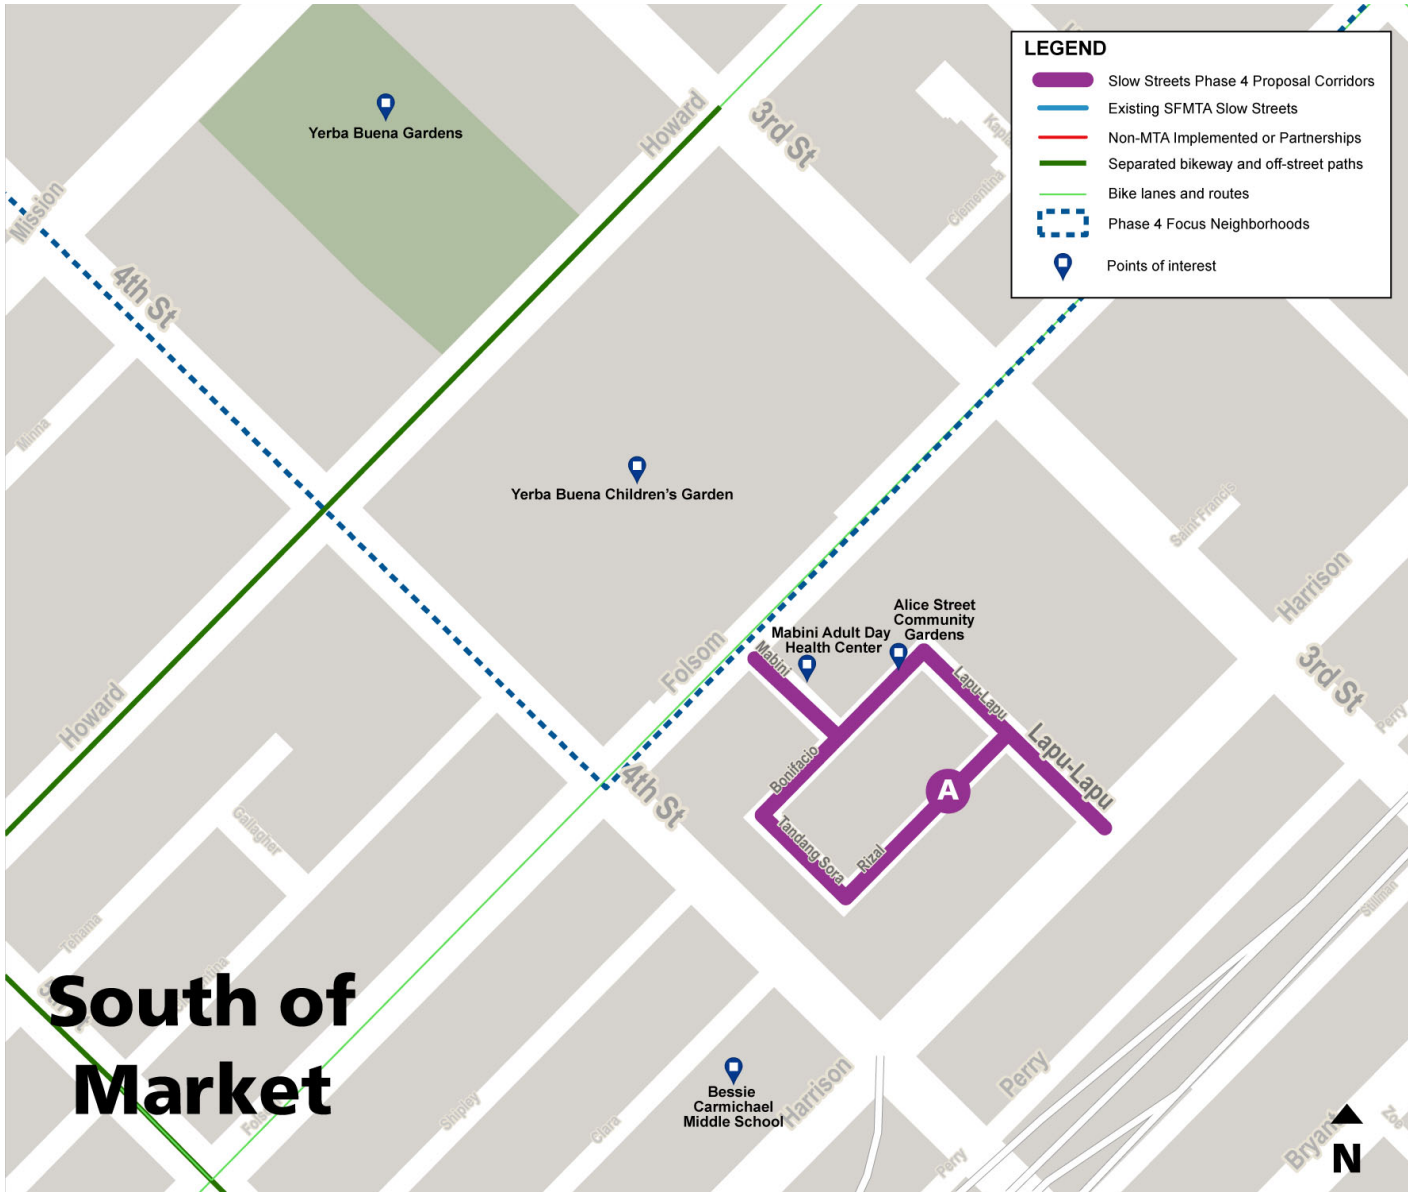 LEGEND
Slow Streets Phase 4 Proposal Corridors
Existing SFMTA Slow Streets
Non-MTA Implemented or Partnerships
Separated bikeway and off-street paths
Bike lanes and routes
Phase 4 Focus Neighborhoods
Points of interest
Yerba Buena Gardens
Howard
3rd St
Clementina
Mission
4th St
Minna
Yerba Buena Children's Garden
Saint Francis
Harrison
Alice Street
Community
Gardens
Mabini Adult Day
Health Center
Mabini
Folsom
Lapu-Lapu
Lapu-Lapu
3rd St
Perry
Howard
Bonifacio
A
4th St
Tandang Sora
Rizal
Gallagher
Tehama
Stillman
South of
Market
Shipley
Clara
Bessie
Carmichael
Middle School
Harrison
Perry
Perry
Bryant
N